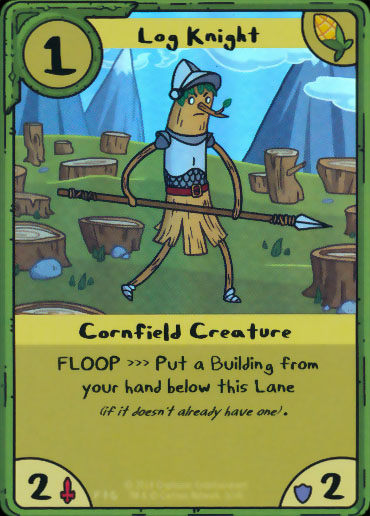 1
Log Knight
Cornfield Creature
FLOOP >>> Put a Building from
your hand below this Lane
(if it doesn't already have one).
2
2